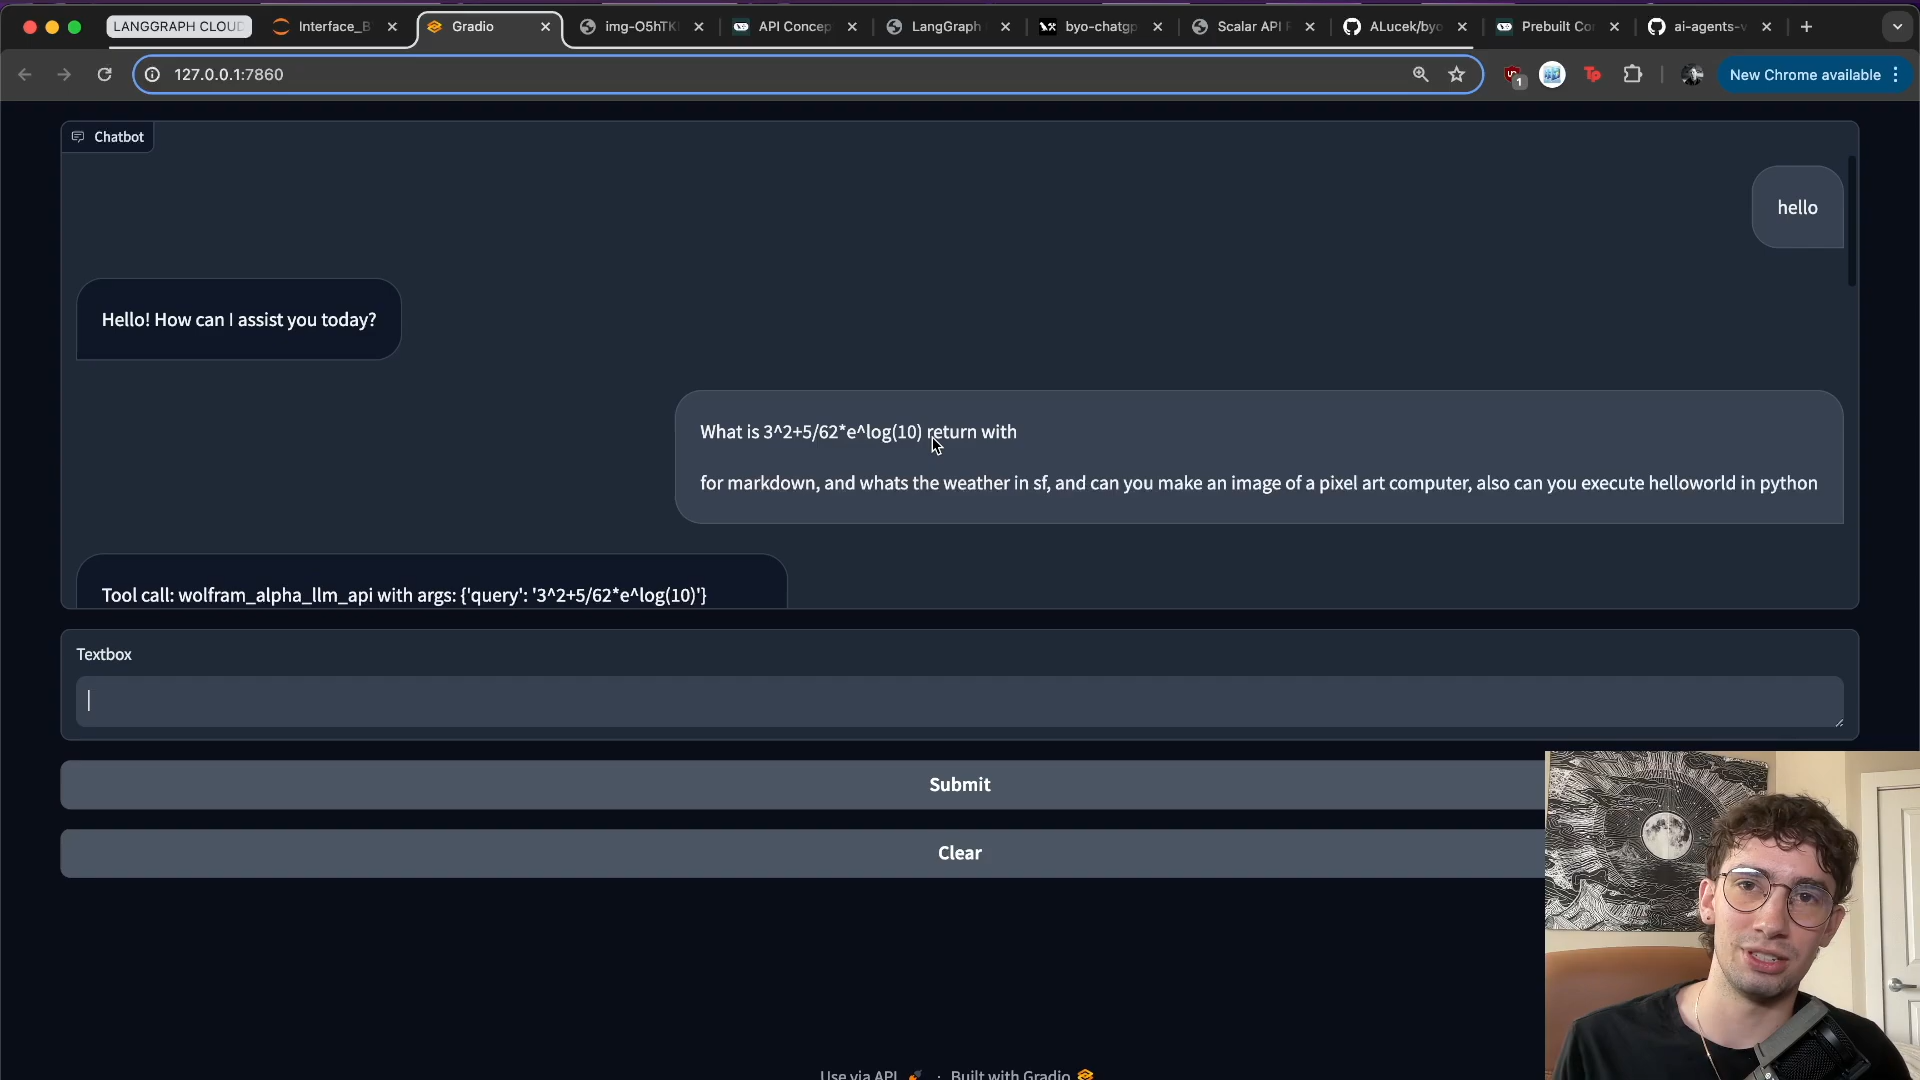 LANGGRAPH CLOUD
Interface_B
Gradio
img-O5hTK
API Concep
LangGraph
byo-chatgp
Scalar API R
ALucek/byo
Prebuilt Co
ai-agents-v
127.0.0.1:7860
1
New Chrome available
Chatbot
hello
Hello! How can I assist you today?
What is 3^2+5/62*e^log(10) return with
for markdown, and whats the weather in sf, and can you make an image of a pixel art computer, also can you execute helloworld in python
Tool call: wolfram_alpha_llm_api with args: {'query': '3^2+5/62*e^log(10)'}
Textbox
Submit
Clear
Use via API
·
Built with Gradio